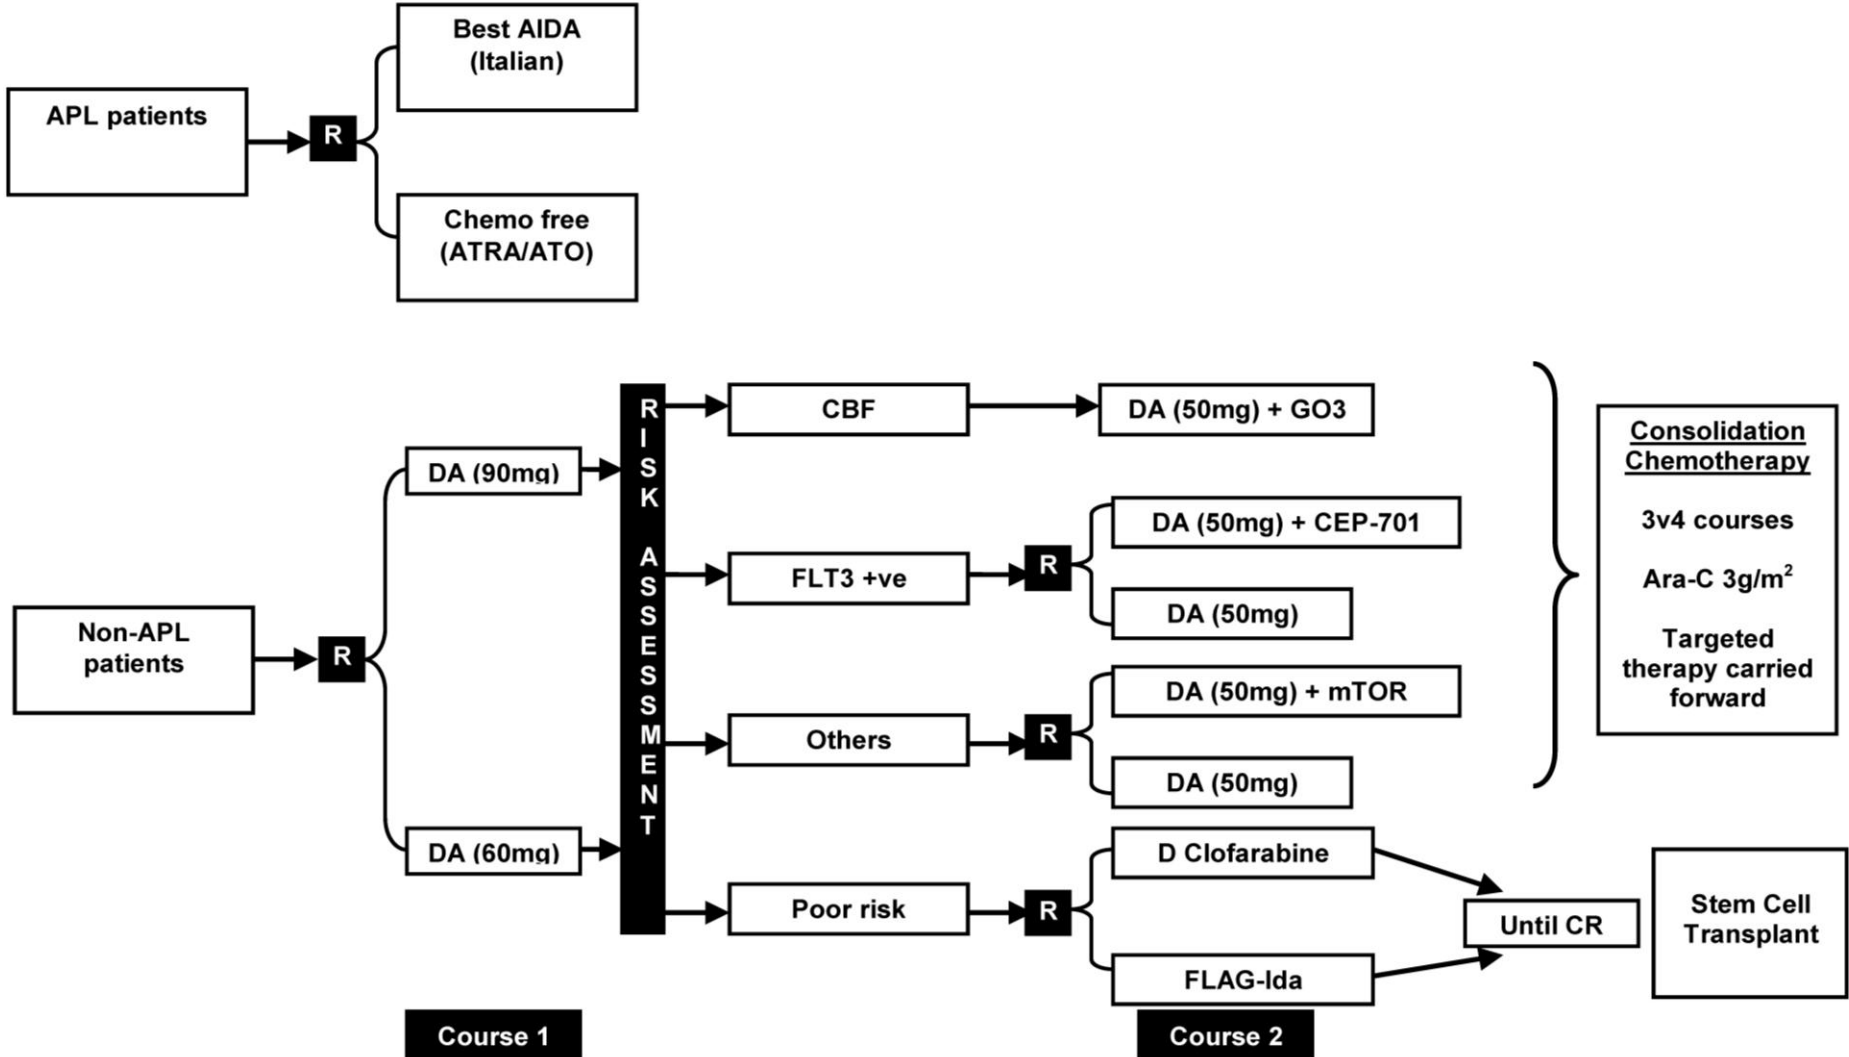 Best AIDA
(Italian)
APL patients
R
Chemo free
(ATRA/ATO)
Non-APL
patients
R
DA (90mg)
DA (60mg)
RISK ASSESSMENT
CBF
DA (50mg) + GO3
FLT3 +ve
R
DA (50mg) + CEP-701
DA (50mg)
Others
R
DA (50mg) + mTOR
DA (50mg)
Poor risk
R
D Clofarabine
FLAG-Ida
Until CR
Consolidation
Chemotherapy
3v4 courses
Ara-C 3g/m²
Targeted
therapy carried
forward
Stem Cell
Transplant
Course 1
Course 2